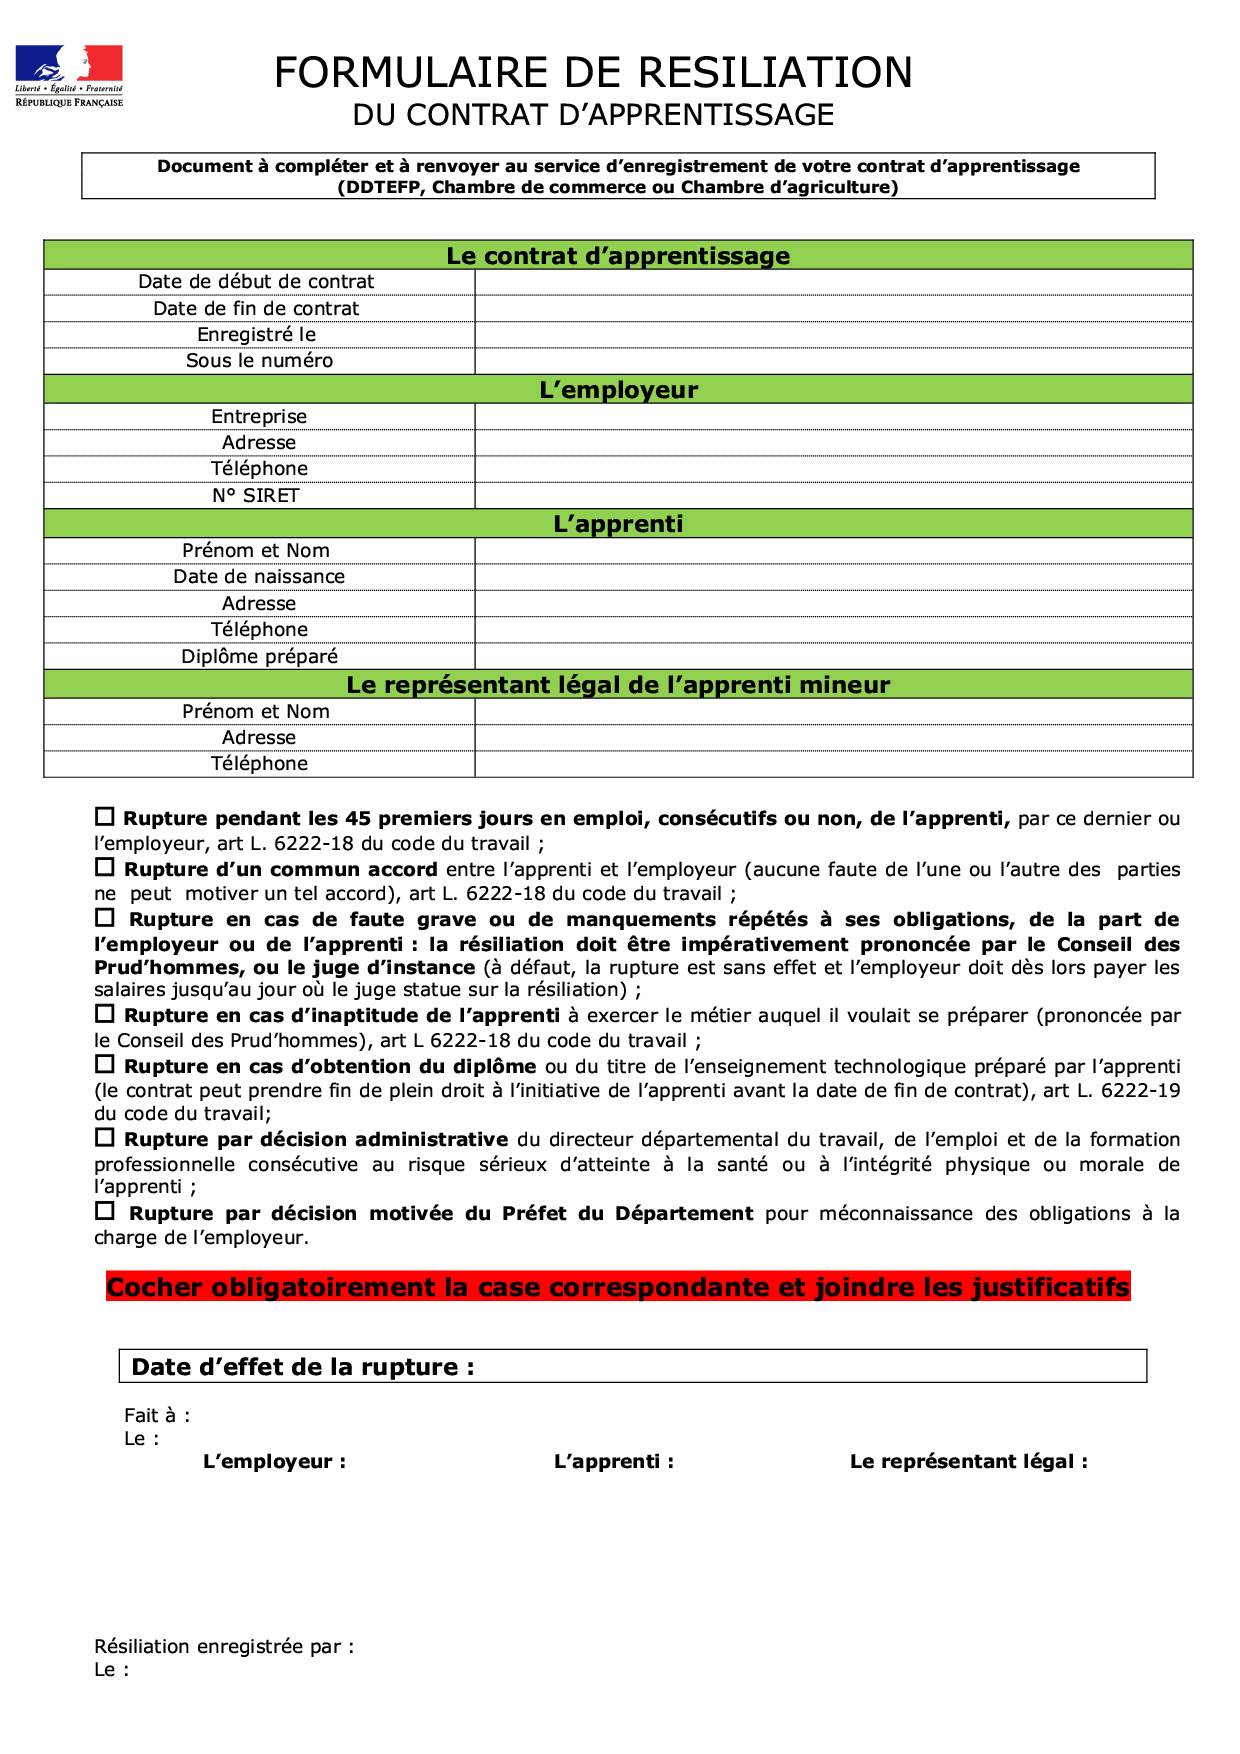 Liberté • Égalité • Fraternité
RÉPUBLIQUE FRANÇAISE
FORMULAIRE DE RESILIATION
DU CONTRAT D’APPRENTISSAGE
Document à compléter et à renvoyer au service d’enregistrement de votre contrat d’apprentissage
(DDTEFP, Chambre de commerce ou Chambre d’agriculture)
Le contrat d’apprentissage
Date de début de contrat
Date de fin de contrat
Enregistré le
Sous le numéro
L’employeur
Entreprise
Adresse
Téléphone
N° SIRET
L’apprenti
Prénom et Nom
Date de naissance
Adresse
Téléphone
Diplôme préparé
Le représentant légal de l’apprenti mineur
Prénom et Nom
Adresse
Téléphone
☐ Rupture pendant les 45 premiers jours en emploi, consécutifs ou non, de l’apprenti, par ce dernier ou
l’employeur, art L. 6222-18 du code du travail ;
☐ Rupture d’un commun accord entre l’apprenti et l’employeur (aucune faute de l’une ou l’autre des parties
ne peut motiver un tel accord), art L. 6222-18 du code du travail ;
☐ Rupture en cas de faute grave ou de manquements répétés à ses obligations, de la part de
l’employeur ou de l’apprenti : la résiliation doit être impérativement prononcée par le Conseil des
Prud’hommes, ou le juge d’instance (à défaut, la rupture est sans effet et l’employeur doit dès lors payer les
salaires jusqu’au jour où le juge statue sur la résiliation) ;
☐ Rupture en cas d’inaptitude de l’apprenti à exercer le métier auquel il voulait se préparer (prononcée par
le Conseil des Prud’hommes), art L 6222-18 du code du travail ;
☐ Rupture en cas d’obtention du diplôme ou du titre de l’enseignement technologique préparé par l’apprenti
(le contrat peut prendre fin de plein droit à l’initiative de l’apprenti avant la date de fin de contrat), art L. 6222-19
du code du travail;
☐ Rupture par décision administrative du directeur départemental du travail, de l’emploi et de la formation
professionnelle consécutive au risque sérieux d’atteinte à la santé ou à l’intégrité physique ou morale de
l’apprenti ;
☐ Rupture par décision motivée du Préfet du Département pour méconnaissance des obligations à la
charge de l’employeur.
Cocher obligatoirement la case correspondante et joindre les justificatifs
Date d’effet de la rupture :
Fait à :
Le :
L’employeur : L’apprenti : Le représentant légal :
Résiliation enregistrée par :
Le :